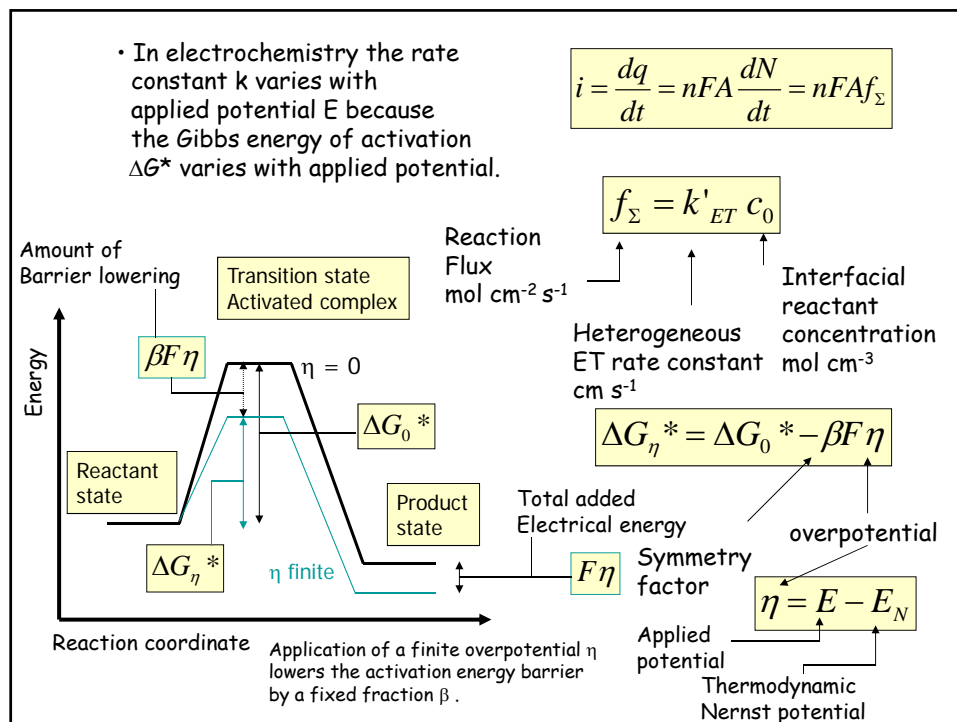 · In electrochemistry the rate
constant k varies with
applied potential E because
the Gibbs energy of activation
ΔG* varies with applied potential.
i = dq/dt = nFA dN/dt = nFAf_Σ
f_Σ = k'_ET c_0
Reaction
Flux
mol cm⁻² s⁻¹
Interfacial
reactant
concentration
mol cm⁻³
Heterogeneous
ET rate constant
cm s⁻¹
Amount of
Barrier lowering
Transition state
Activated complex
βFη
η = 0
Energy
ΔG_0 *
Reactant
state
Product
state
ΔG_η *
η finite
Total added
Electrical energy
Fη
Reaction coordinate
Application of a finite overpotential η
lowers the activation energy barrier
by a fixed fraction β .
ΔG_η * = ΔG_0 * − βFη
Symmetry
factor
overpotential
η = E − E_N
Applied
potential
Thermodynamic
Nernst potential